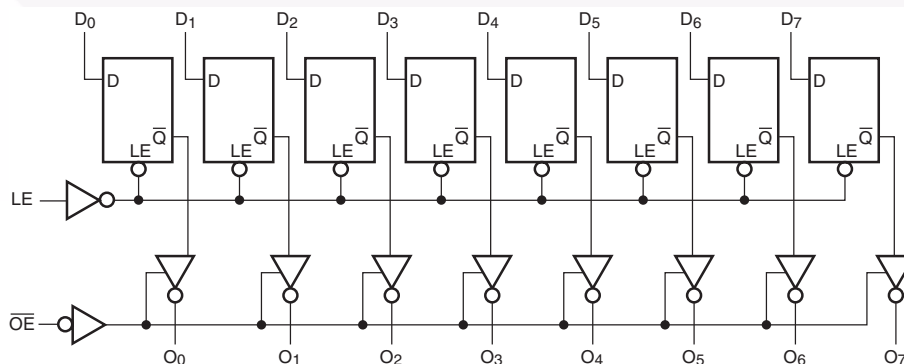 D0 D1 D2 D3 D4 D5 D6 D7
D D D D D D D D
Q̅ Q̅ Q̅ Q̅ Q̅ Q̅ Q̅ Q̅
LE LE LE LE LE LE LE LE
LE
O̅E̅
O0 O1 O2 O3 O4 O5 O6 O7